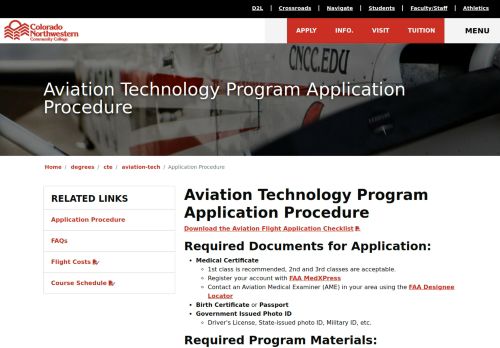 D2L | Crossroads | Navigate | Students | Faculty/Staff | Athletics
Colorado
Northwestern
Community College
APPLY INFO. VISIT TUITION MENU
CNCC.EDU
Aviation Technology Program Application
Procedure
Home / degrees / cte / aviation-tech / Application Procedure
RELATED LINKS
Application Procedure
FAQs
Flight Costs
Course Schedule
Aviation Technology Program
Application Procedure
Download the Aviation Flight Application Checklist
Required Documents for Application:
• Medical Certificate
◦ 1st class is recommended, 2nd and 3rd classes are acceptable.
◦ Register your account with FAA MedXPress
◦ Contact an Aviation Medical Examiner (AME) in your area using the FAA Designee
Locator
• Birth Certificate or Passport
• Government Issued Photo ID
◦ Driver's License, State-issued photo ID, Military ID, etc.
Required Program Materials: